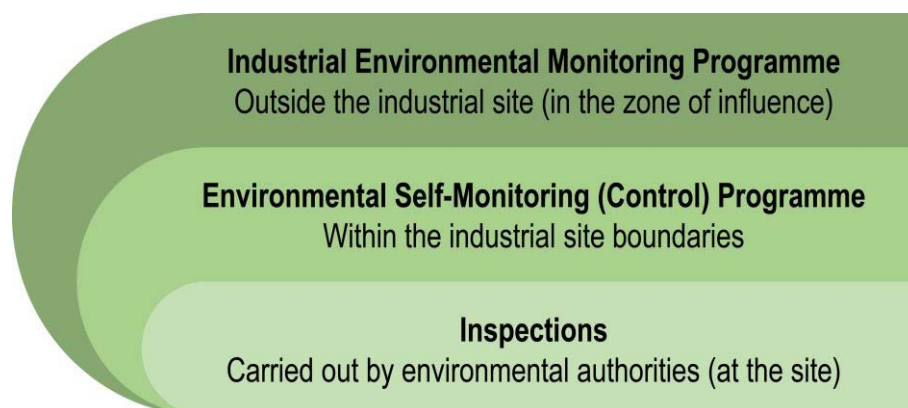 Industrial Environmental Monitoring Programme
Outside the industrial site (in the zone of influence)
Environmental Self-Monitoring (Control) Programme
Within the industrial site boundaries
Inspections
Carried out by environmental authorities (at the site)